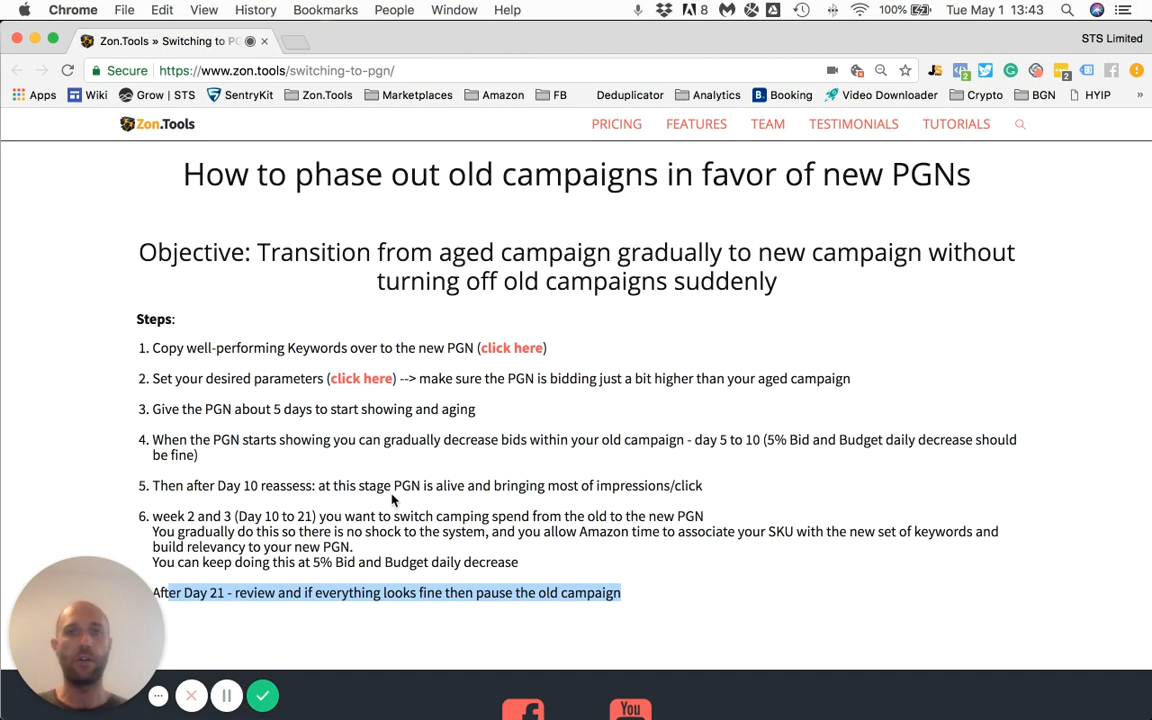 Chrome File Edit View History Bookmarks People Window Help 8 100% Tue May 1 13:43
Zon.Tools » Switching to PG
STS Limited
Secure https://www.zon.tools/switching-to-pgn/
Apps Wiki Grow | STS SentryKit Zon.Tools Marketplaces Amazon FB Deduplicator Analytics Booking Video Downloader Crypto BGN HYIP »
Zon.Tools PRICING FEATURES TEAM TESTIMONIALS TUTORIALS
How to phase out old campaigns in favor of new PGNs
Objective: Transition from aged campaign gradually to new campaign without
turning off old campaigns suddenly
Steps:
1. Copy well-performing Keywords over to the new PGN (click here)
2. Set your desired parameters (click here) --> make sure the PGN is bidding just a bit higher than your aged campaign
3. Give the PGN about 5 days to start showing and aging
4. When the PGN starts showing you can gradually decrease bids within your old campaign - day 5 to 10 (5% Bid and Budget daily decrease should
be fine)
5. Then after Day 10 reassess: at this stage PGN is alive and bringing most of impressions/click
6. week 2 and 3 (Day 10 to 21) you want to switch camping spend from the old to the new PGN
You gradually do this so there is no shock to the system, and you allow Amazon time to associate your SKU with the new set of keywords and
build relevancy to your new PGN.
You can keep doing this at 5% Bid and Budget daily decrease
After Day 21 - review and if everything looks fine then pause the old campaign
You